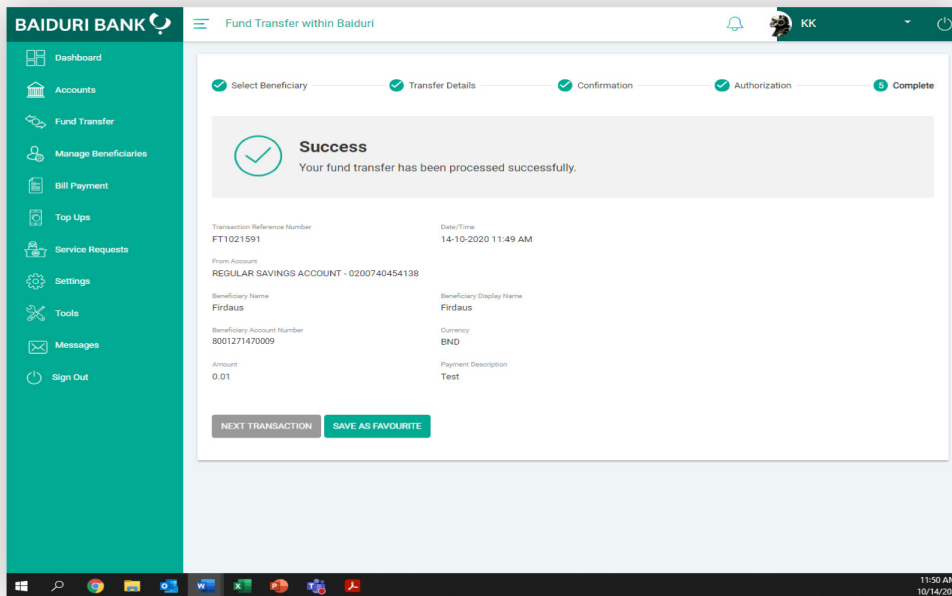 BAIDURI BANK
Fund Transfer within Baiduri
KK
Dashboard
Accounts
Fund Transfer
Manage Beneficiaries
Bill Payment
Top Ups
Service Requests
Settings
Tools
Messages
Sign Out
Select Beneficiary
Transfer Details
Confirmation
Authorization
5 Complete
Success
Your fund transfer has been processed successfully.
Transaction Reference Number
FT1021591
Date/Time
14-10-2020 11:49 AM
From Account
REGULAR SAVINGS ACCOUNT - 0200740454138
Beneficiary Name
Firdaus
Beneficiary Display Name
Firdaus
Beneficiary Account Number
8001271470009
Currency
BND
Amount
0.01
Payment Description
Test
NEXT TRANSACTION
SAVE AS FAVOURITE
11:50 AM
10/14/20